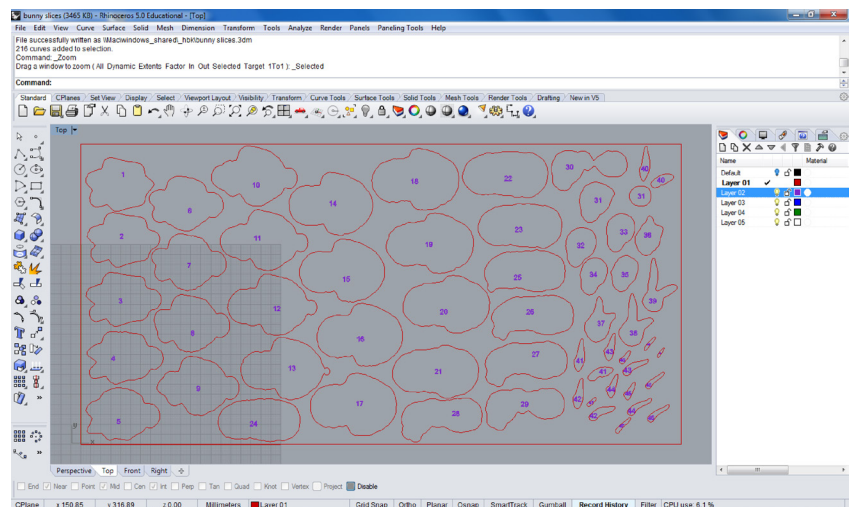 bunny slices (3465 KB) - Rhinoceros 5.0 Educational - [Top]
File Edit View Curve Surface Solid Mesh Dimension Transform Tools Analyze Render Panels Paneling Tools Help
File successfully written as \\Mac\windows_shared\_hbk\bunny slices.3dm
216 curves added to selection.
Command: _Zoom
Drag a window to zoom ( All Dynamic Extents Factor In Out Selected Target 1To1 ): _Selected
Command:
Standard CPlanes Set View Display Select Viewport Layout Visibility Transform Curve Tools Surface Tools Solid Tools Mesh Tools Render Tools Drafting New in V5
Top
Name Material
Default
Layer 01
Layer 02
Layer 03
Layer 04
Layer 05
1 10 18 22 30 40
40
6 14 31 31
2 11 19 23 32 33 36
7 15 25 34 35
3 12 20 26 39
8 16 37 38
4 13 21 27 41 43
41 43
9 17 29 42 44
5 24 28 42 44
Perspective Top Front Right
End Near Point Mid Cen Int Perp Tan Quad Knot Vertex Project Disable
CPlane x 150.85 y 316.89 z 0.00 Millimeters Layer 01 Grid Snap Ortho Planar Osnap SmartTrack Gumball Record History Filter CPU use: 6.1 %